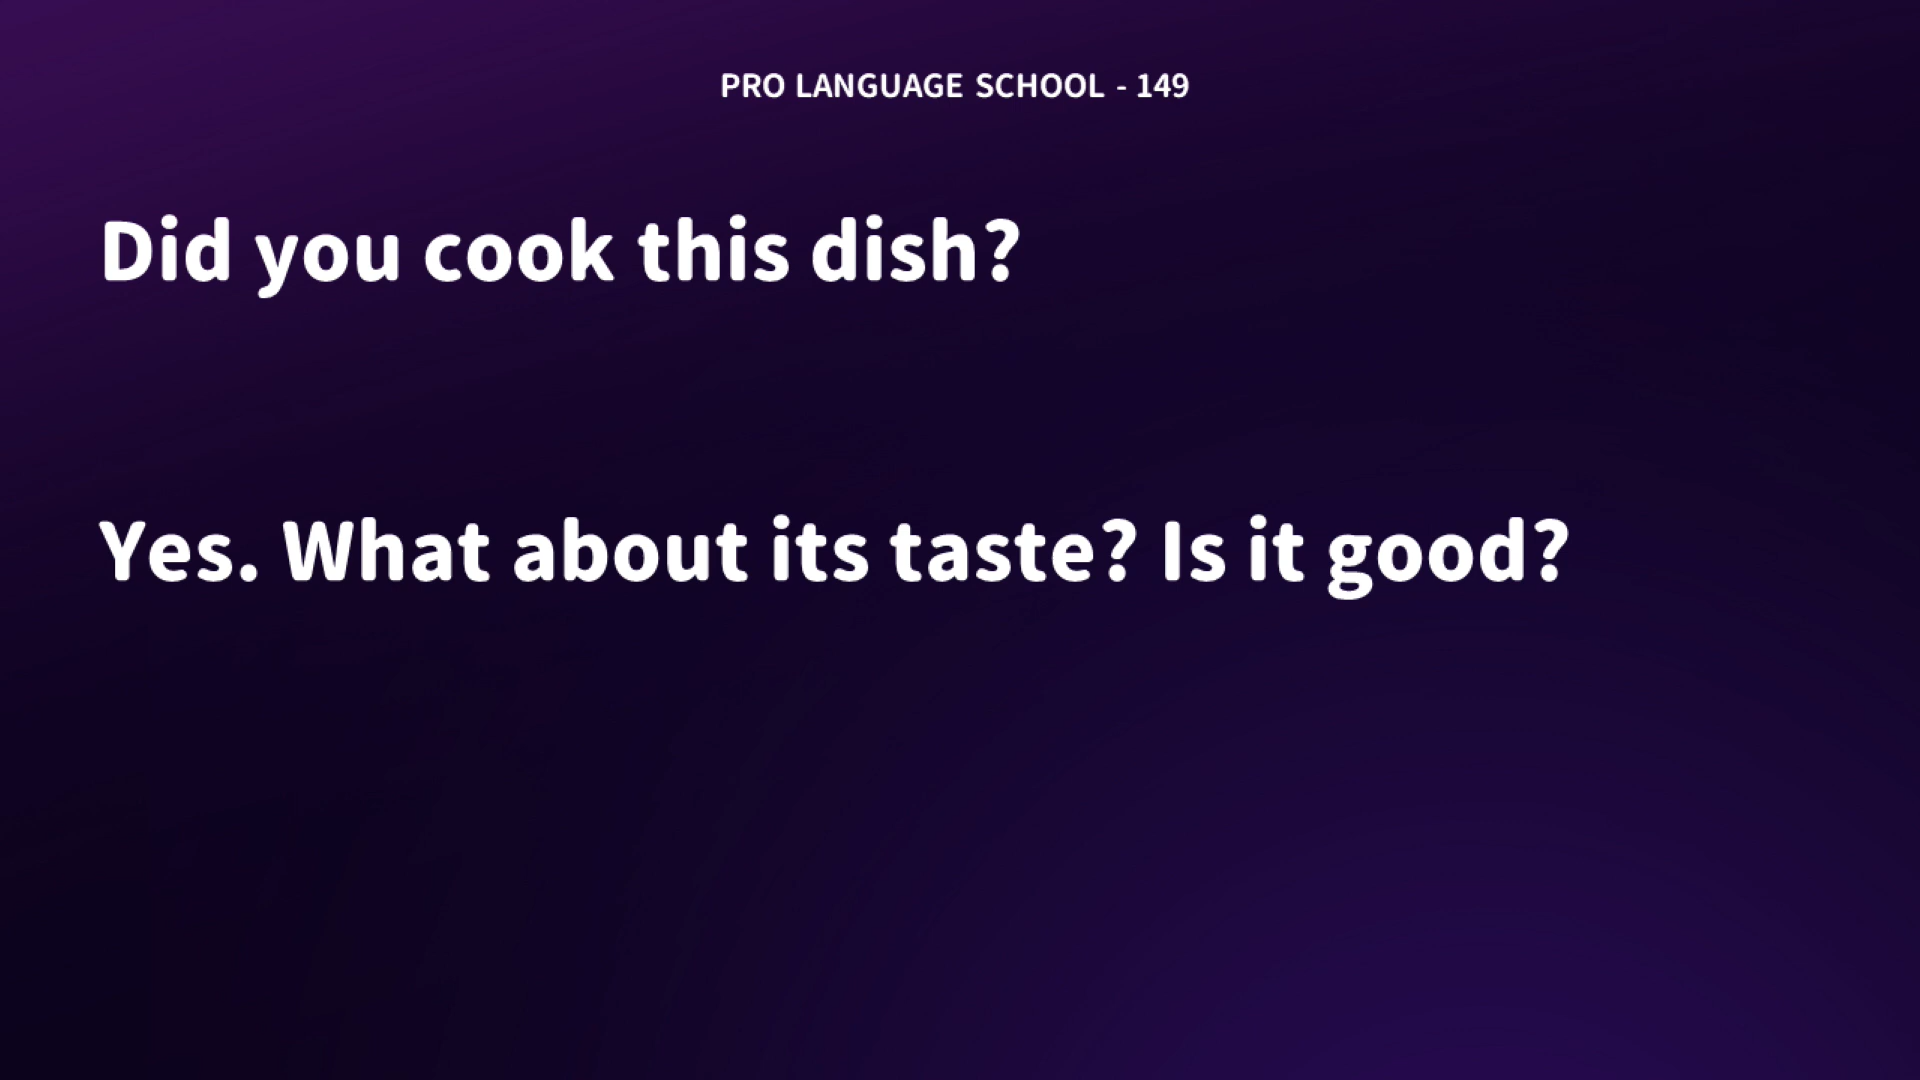 PRO LANGUAGE SCHOOL - 149
Did you cook this dish?
Yes. What about its taste? Is it good?